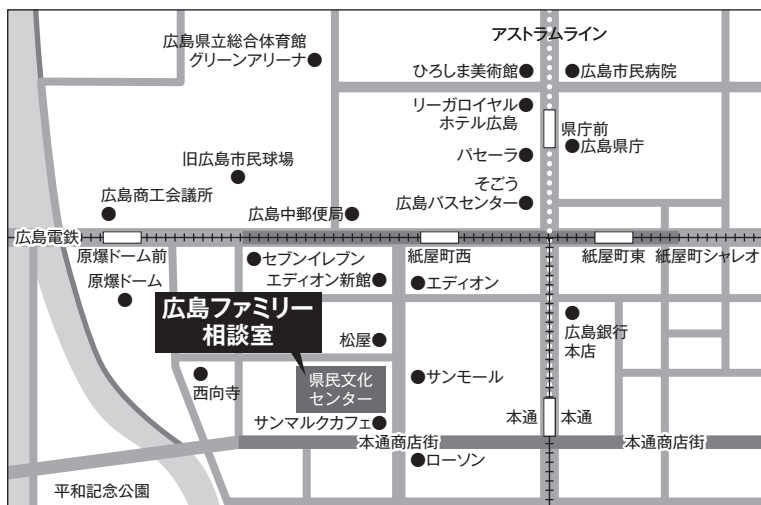 アストラムライン
広島県立総合体育館
グリーンアリーナ
ひろしま美術館
広島市民病院
リーガロイヤル
ホテル広島
県庁前
広島県庁
パセーラ
旧広島市民球場
そごう
広島バスセンター
広島商工会議所
広島中郵便局
広島電鉄
原爆ドーム前
紙屋町西
紙屋町東
紙屋町シャレオ
セブンイレブン
エディオン新館
エディオン
原爆ドーム
広島ファミリー
相談室
松屋
広島銀行
本店
県民文化
センター
サンモール
西向寺
サンマルクカフェ
本通
本通
本通商店街
本通商店街
ローソン
平和記念公園